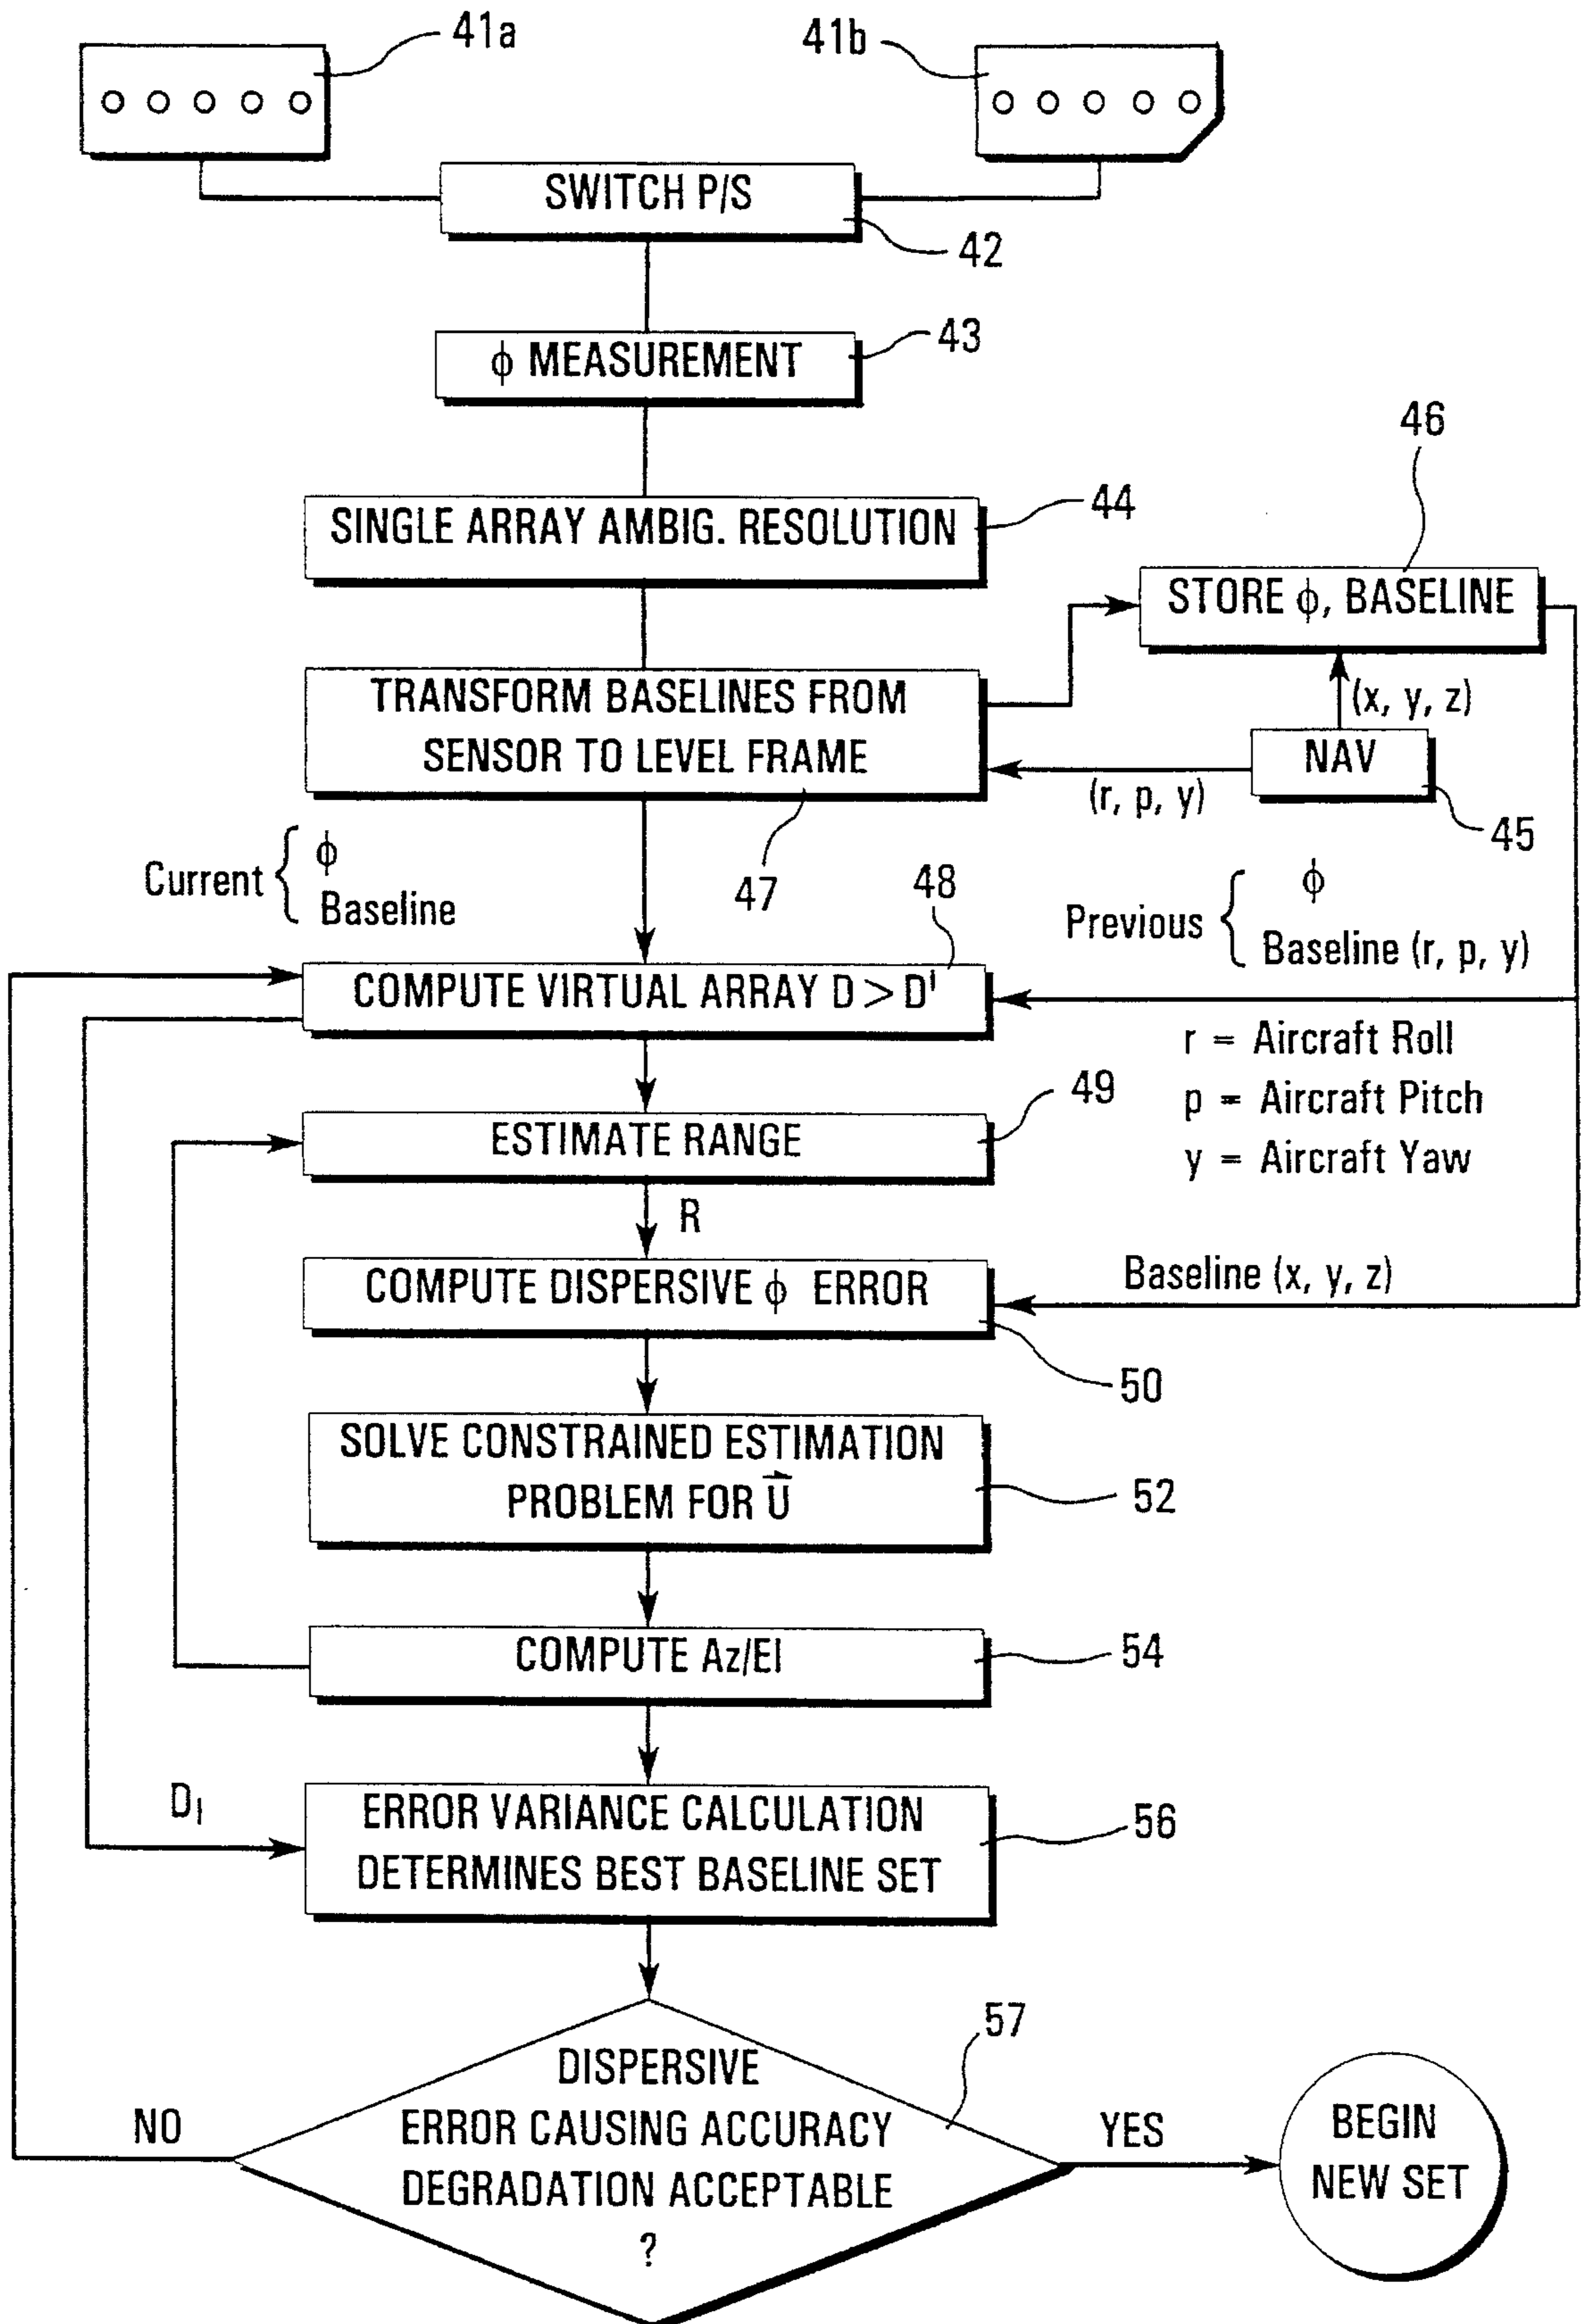 41a
41b
SWITCH P/S
42
ϕ MEASUREMENT
43
46
SINGLE ARRAY AMBIG. RESOLUTION
44
STORE ϕ, BASELINE
TRANSFORM BASELINES FROM
SENSOR TO LEVEL FRAME
(x, y, z)
NAV
(r, p, y)
45
47
Current { ϕ
Baseline
48
Previous { ϕ
Baseline (r, p, y)
COMPUTE VIRTUAL ARRAY D > D'
r = Aircraft Roll
p = Aircraft Pitch
y = Aircraft Yaw
49
ESTIMATE RANGE
R
COMPUTE DISPERSIVE ϕ ERROR
Baseline (x, y, z)
50
SOLVE CONSTRAINED ESTIMATION
PROBLEM FOR U⃗
52
COMPUTE Az/El
54
D₁
ERROR VARIANCE CALCULATION
DETERMINES BEST BASELINE SET
56
57
DISPERSIVE
ERROR CAUSING ACCURACY
DEGRADATION ACCEPTABLE
?
NO
YES
BEGIN
NEW SET